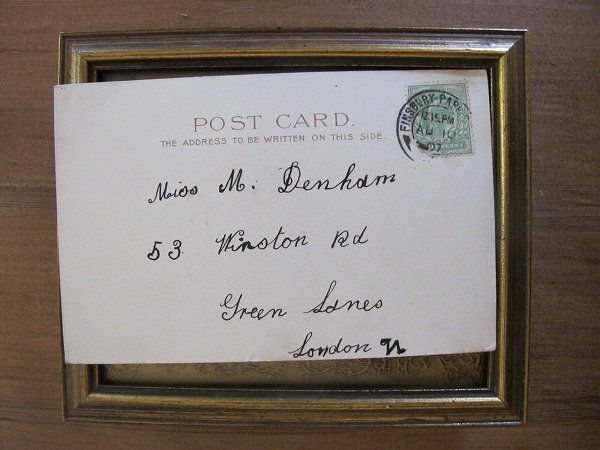 POST CARD.
THE ADDRESS TO BE WRITTEN ON THIS SIDE.
FINSBURY PARK
12.15 PM
AU 10
Miss M. Denham
53 Winston Rd
Green Lanes
London N